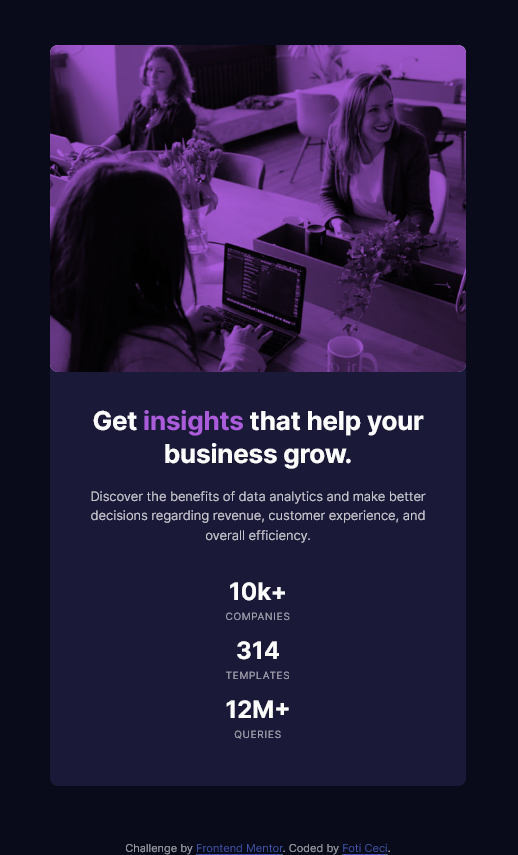 Get insights that help your
business grow.
Discover the benefits of data analytics and make better
decisions regarding revenue, customer experience, and
overall efficiency.
10k+
COMPANIES
314
TEMPLATES
12M+
QUERIES
Challenge by Frontend Mentor. Coded by Foti Ceci.